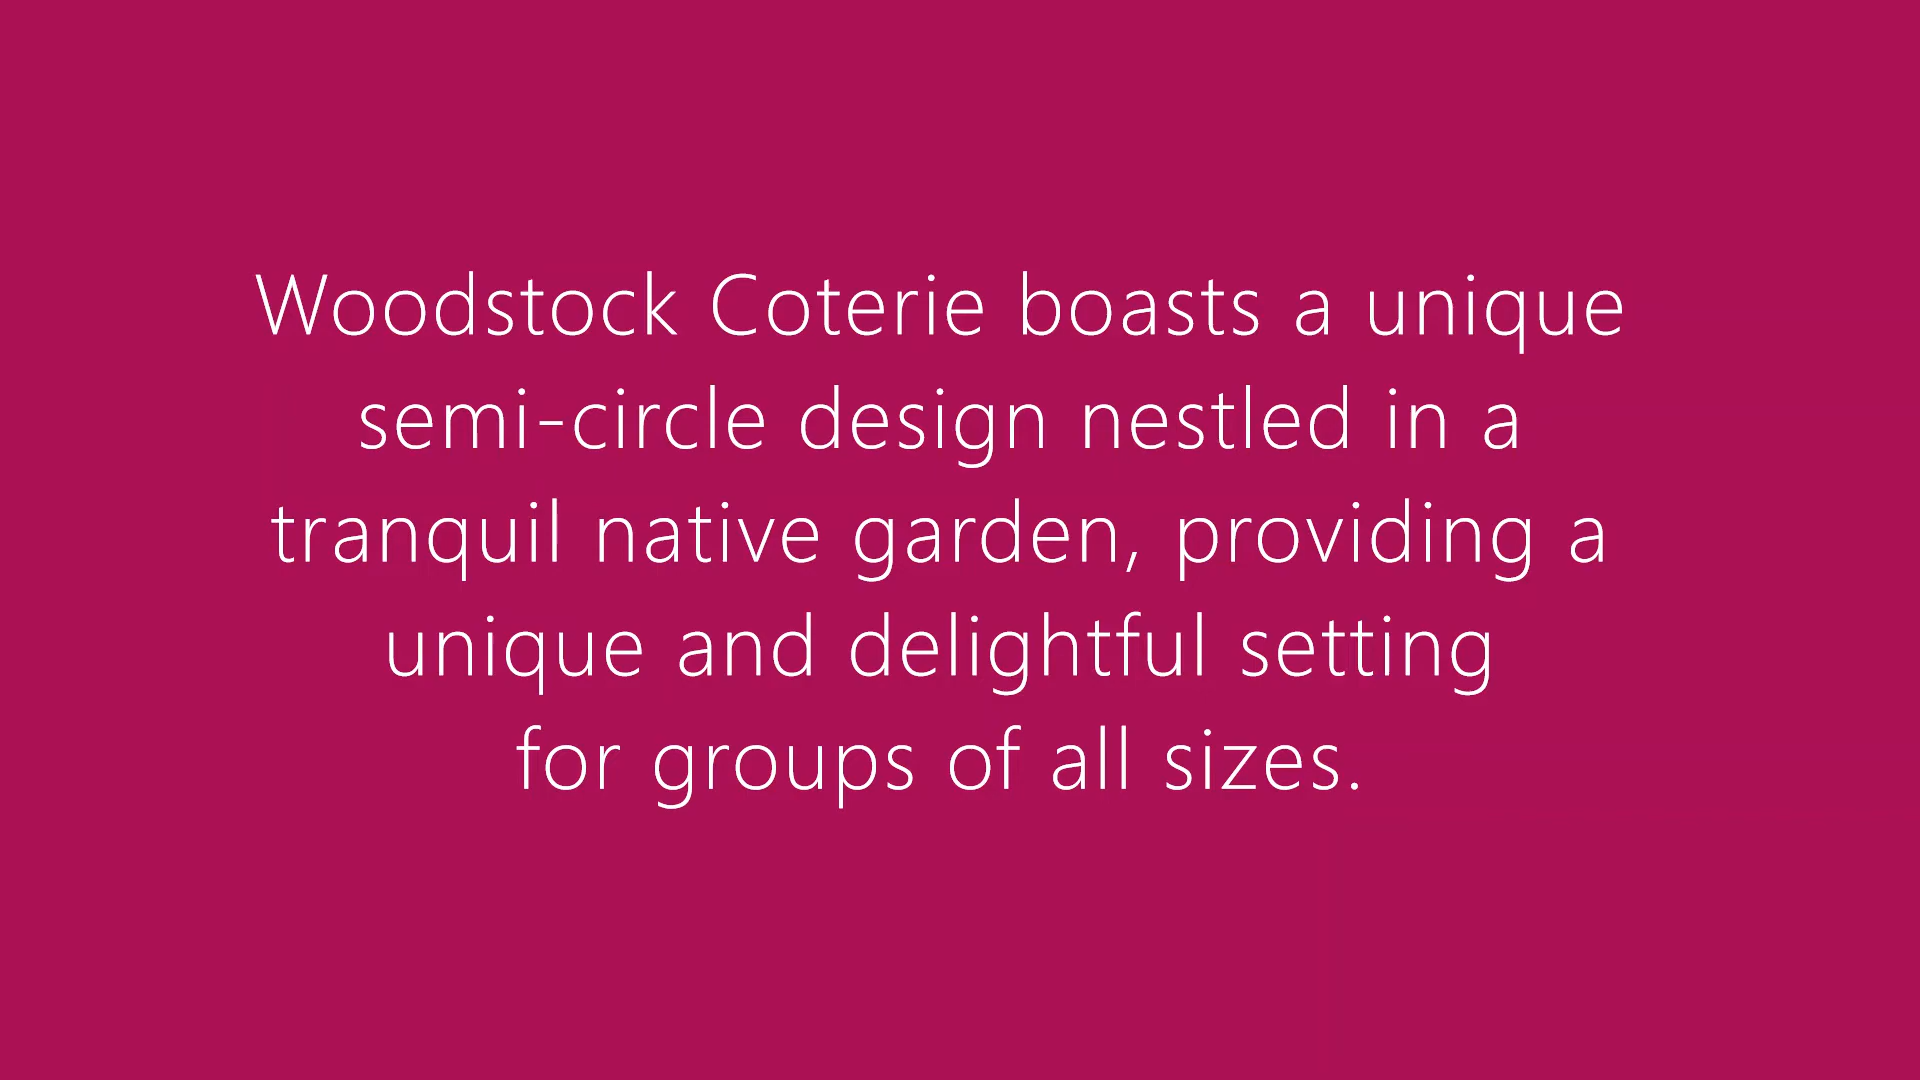 Woodstock Coterie boasts a unique
semi-circle design nestled in a
tranquil native garden, providing a
unique and delightful setting
for groups of all sizes.